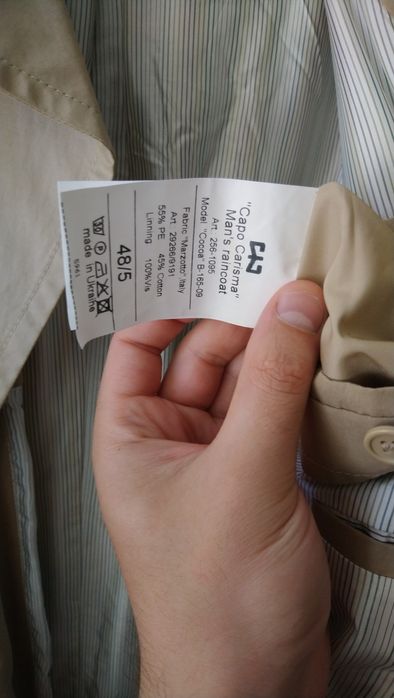 "Capo Carisma"
Man's raincoat
Art. 256-1095
Model "Cocoa" B-165-09
Fabric "Marzotto" Italy
Art. 29266/9191
55% PE 45% Cotton
Linning 100%Vis
48/5
made in Ukraine